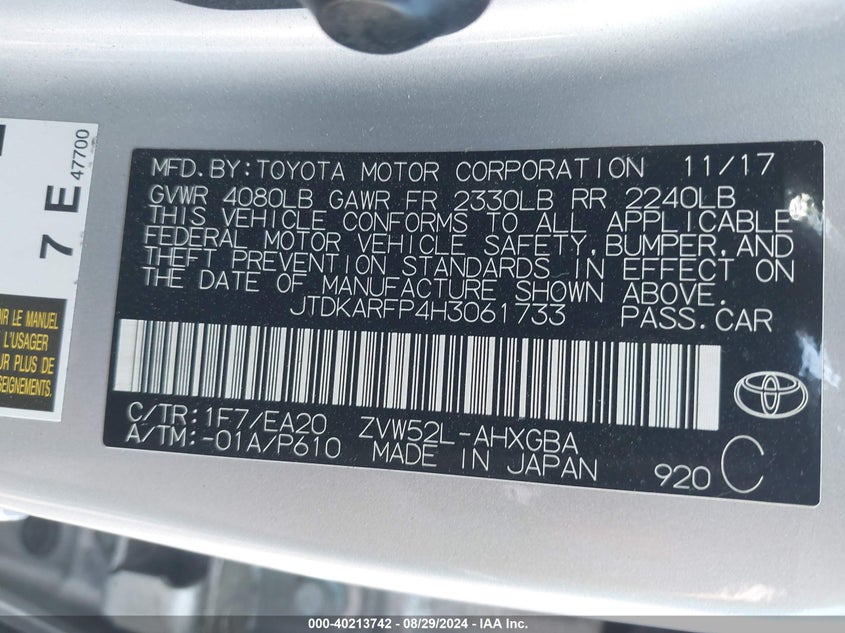 MFD.BY:TOYOTA MOTOR CORPORATION 11/17
GVWR 4080LB GAWR FR 2330LB RR 2240LB
THIS VEHICLE CONFORMS TO ALL APPLICABLE
FEDERAL MOTOR VEHICLE SAFETY,BUMPER,AND
THEFT PREVENTION STANDARDS IN EFFECT ON
THE DATE OF MANUFACTURE SHOWN ABOVE.
JTDKARFP4H3061733 PASS.CAR
C/TR:1F7/EA20 ZVW52L-AHXGBA
A/TM:-01A/P610 MADE IN JAPAN 920 C
7 E 47700
LE MANUEL
L'USAGER
PLUS DE
000-40213742 - 08/29/2024 - IAA Inc.